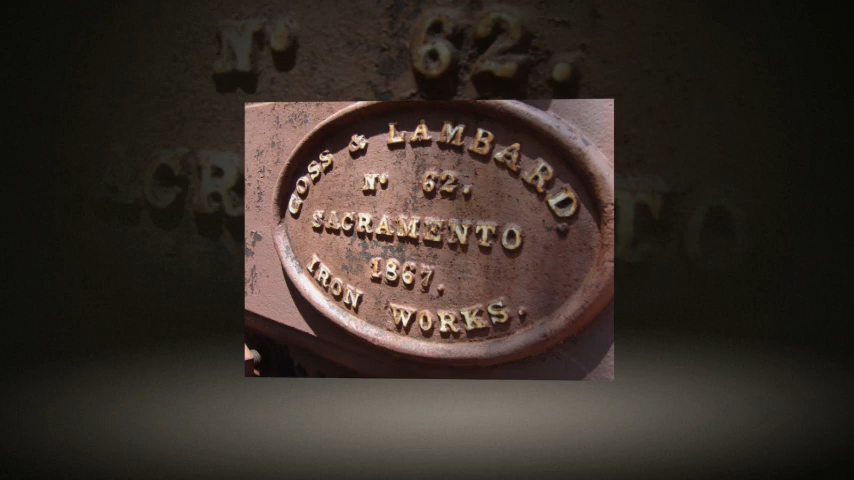 GOSS & LAMBARD
No 62.
SACRAMENTO
1867.
IRON WORKS.